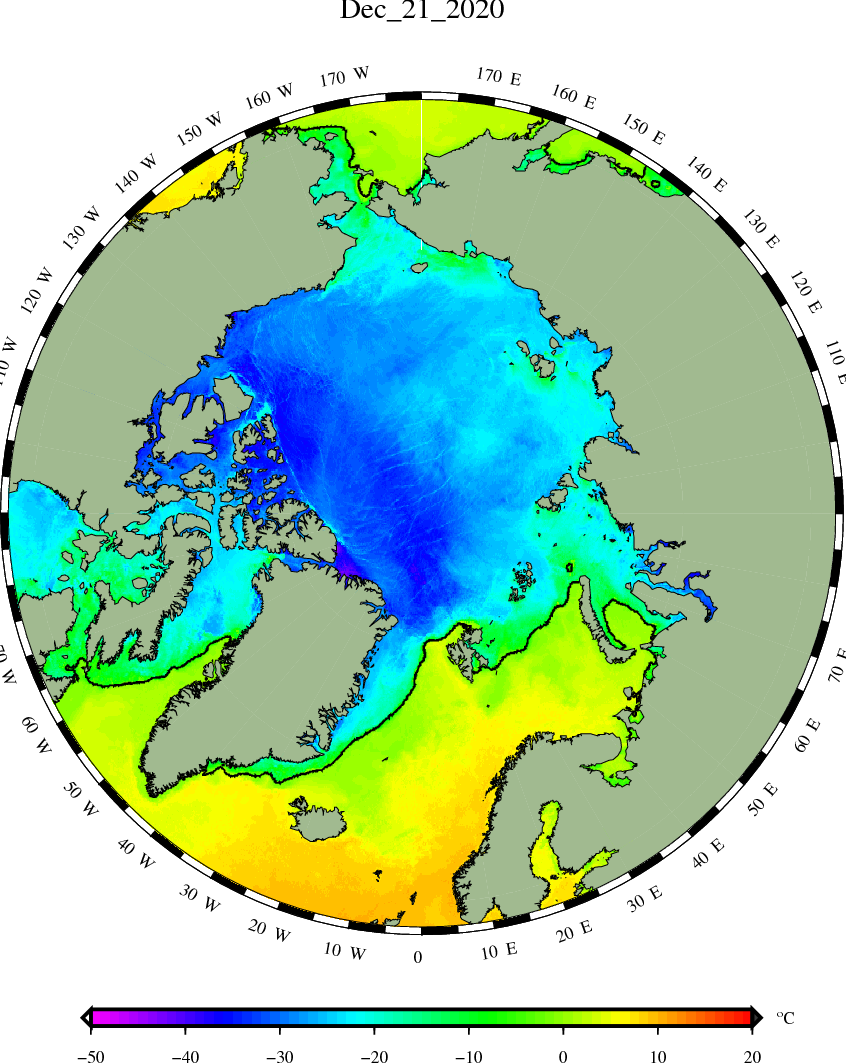 Dec_21_2020
170 W
170 E
160 W
160 E
150 W
150 E
140 W
140 E
130 W
130 E
120 W
120 E
110 W
110 E
70 W
70 E
60 W
60 E
50 W
50 E
40 W
40 E
30 W
30 E
20 W
20 E
10 W
10 E
0
°C
−50 −40 −30 −20 −10 0 10 20